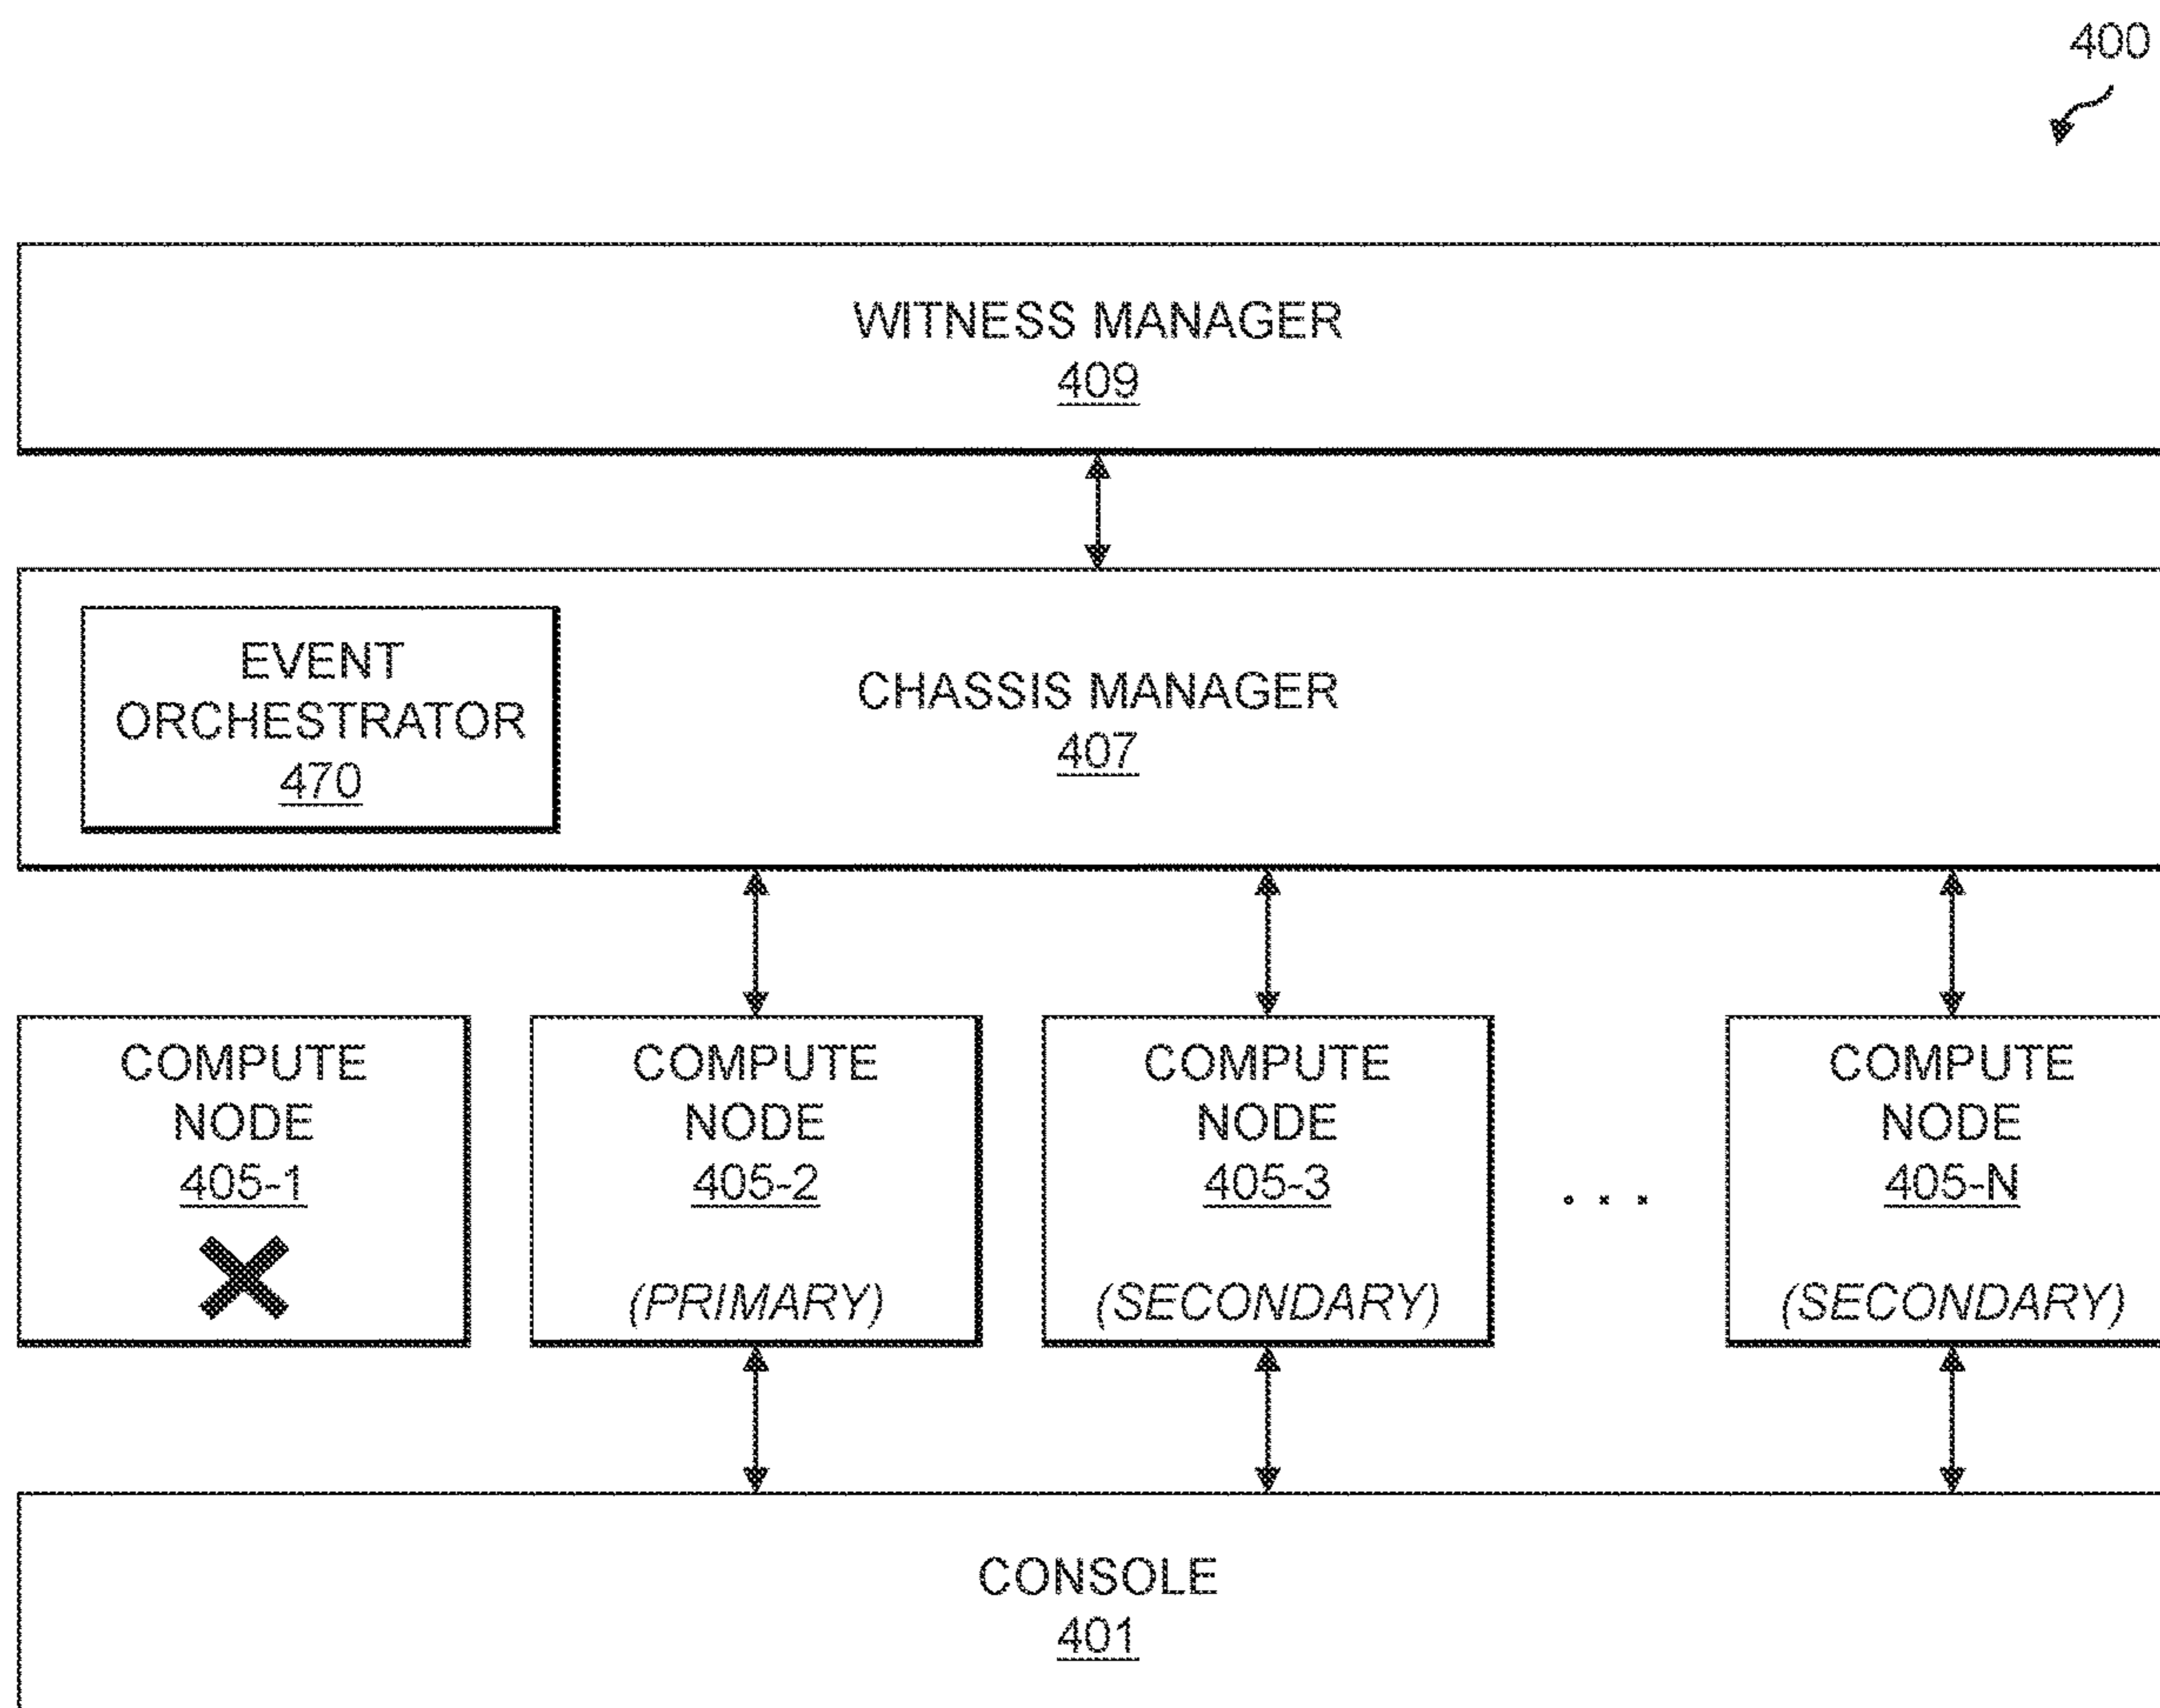 400
WITNESS MANAGER
409
EVENT
ORCHESTRATOR
470
CHASSIS MANAGER
407
COMPUTE
NODE
405-1
COMPUTE
NODE
405-2
(PRIMARY)
COMPUTE
NODE
405-3
(SECONDARY)
. . .
COMPUTE
NODE
405-N
(SECONDARY)
CONSOLE
401